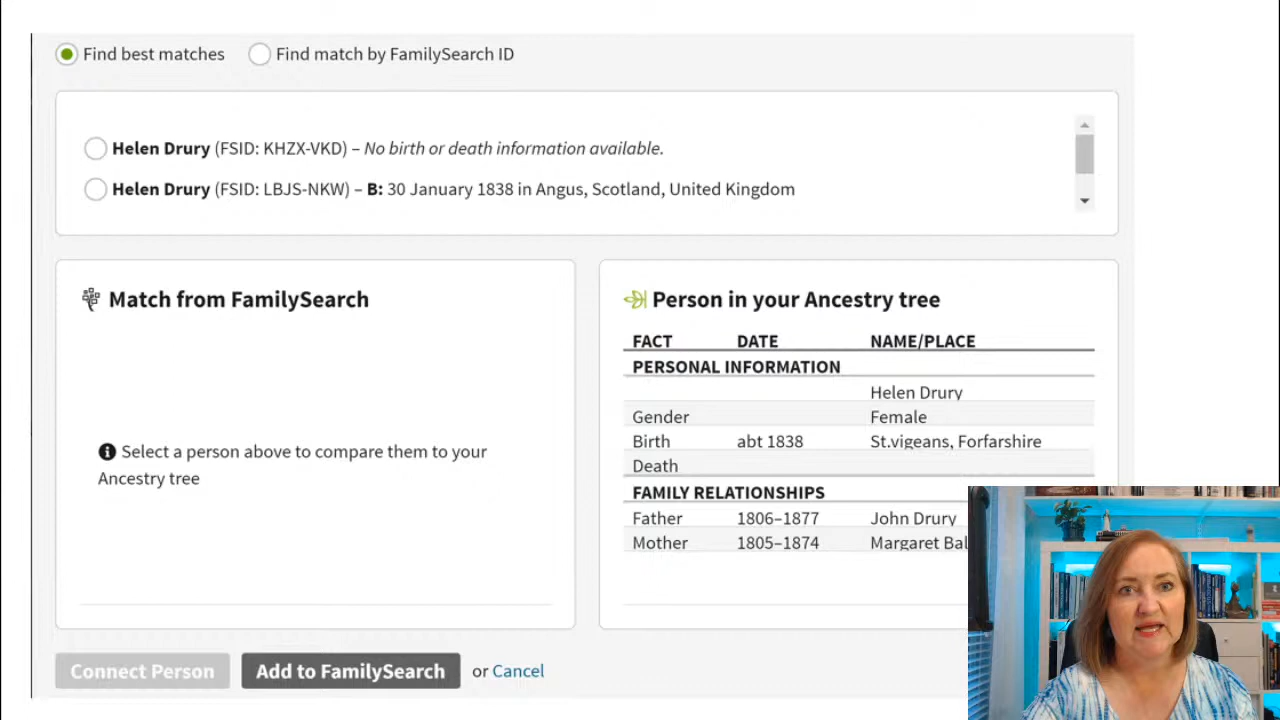 Find best matches Find match by FamilySearch ID
Helen Drury (FSID: KHZX-VKD) – No birth or death information available.
Helen Drury (FSID: LBJS-NKW) – B: 30 January 1838 in Angus, Scotland, United Kingdom
Match from FamilySearch
Select a person above to compare them to your
Ancestry tree
Person in your Ancestry tree
FACT DATE NAME/PLACE
PERSONAL INFORMATION
Helen Drury
Gender Female
Birth abt 1838 St.vigeans, Forfarshire
Death
FAMILY RELATIONSHIPS
Father 1806–1877 John Drury
Mother 1805–1874 Margaret Bal
Connect Person Add to FamilySearch or Cancel